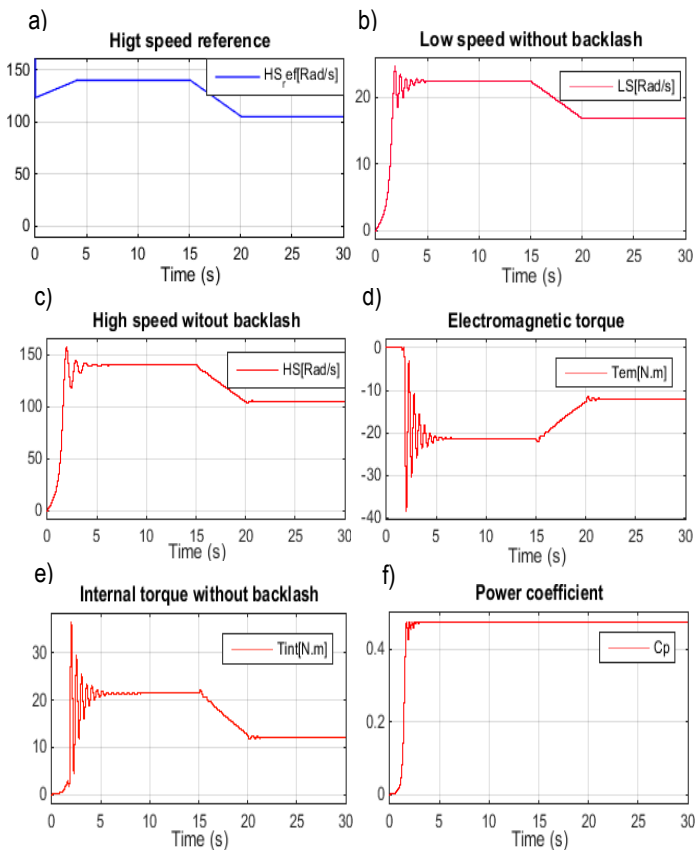 a)
Higt speed reference
HS_ref[Rad/s]
150
100
50
0
0 5 10 15 20 25 30
Time (s)
b)
Low speed without backlash
LS[Rad/s]
20
10
0
0 5 10 15 20 25 30
Time (s)
c)
High speed witout backlash
HS[Rad/s]
150
100
50
0
0 5 10 15 20 25 30
Time (s)
d)
Electromagnetic torque
Tem[N.m]
0
-10
-20
-30
-40
0 5 10 15 20 25 30
Time (s)
e)
Internal torque without backlash
Tint[N.m]
30
20
10
0
0 5 10 15 20 25 30
Time (s)
f)
Power coefficient
Cp
0.4
0.2
0
0 5 10 15 20 25 30
Time (s)